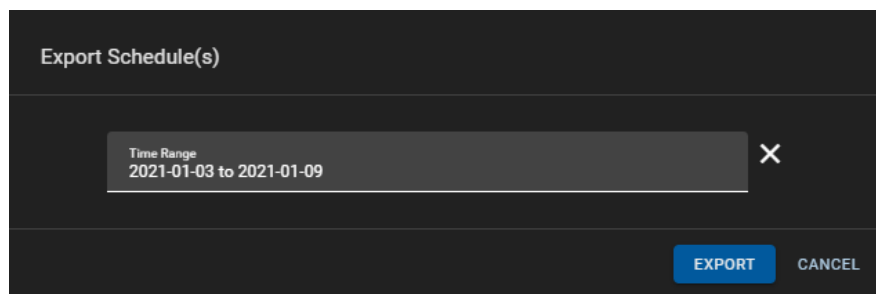 Export Schedule(s)
Time Range
2021-01-03 to 2021-01-09
EXPORT CANCEL